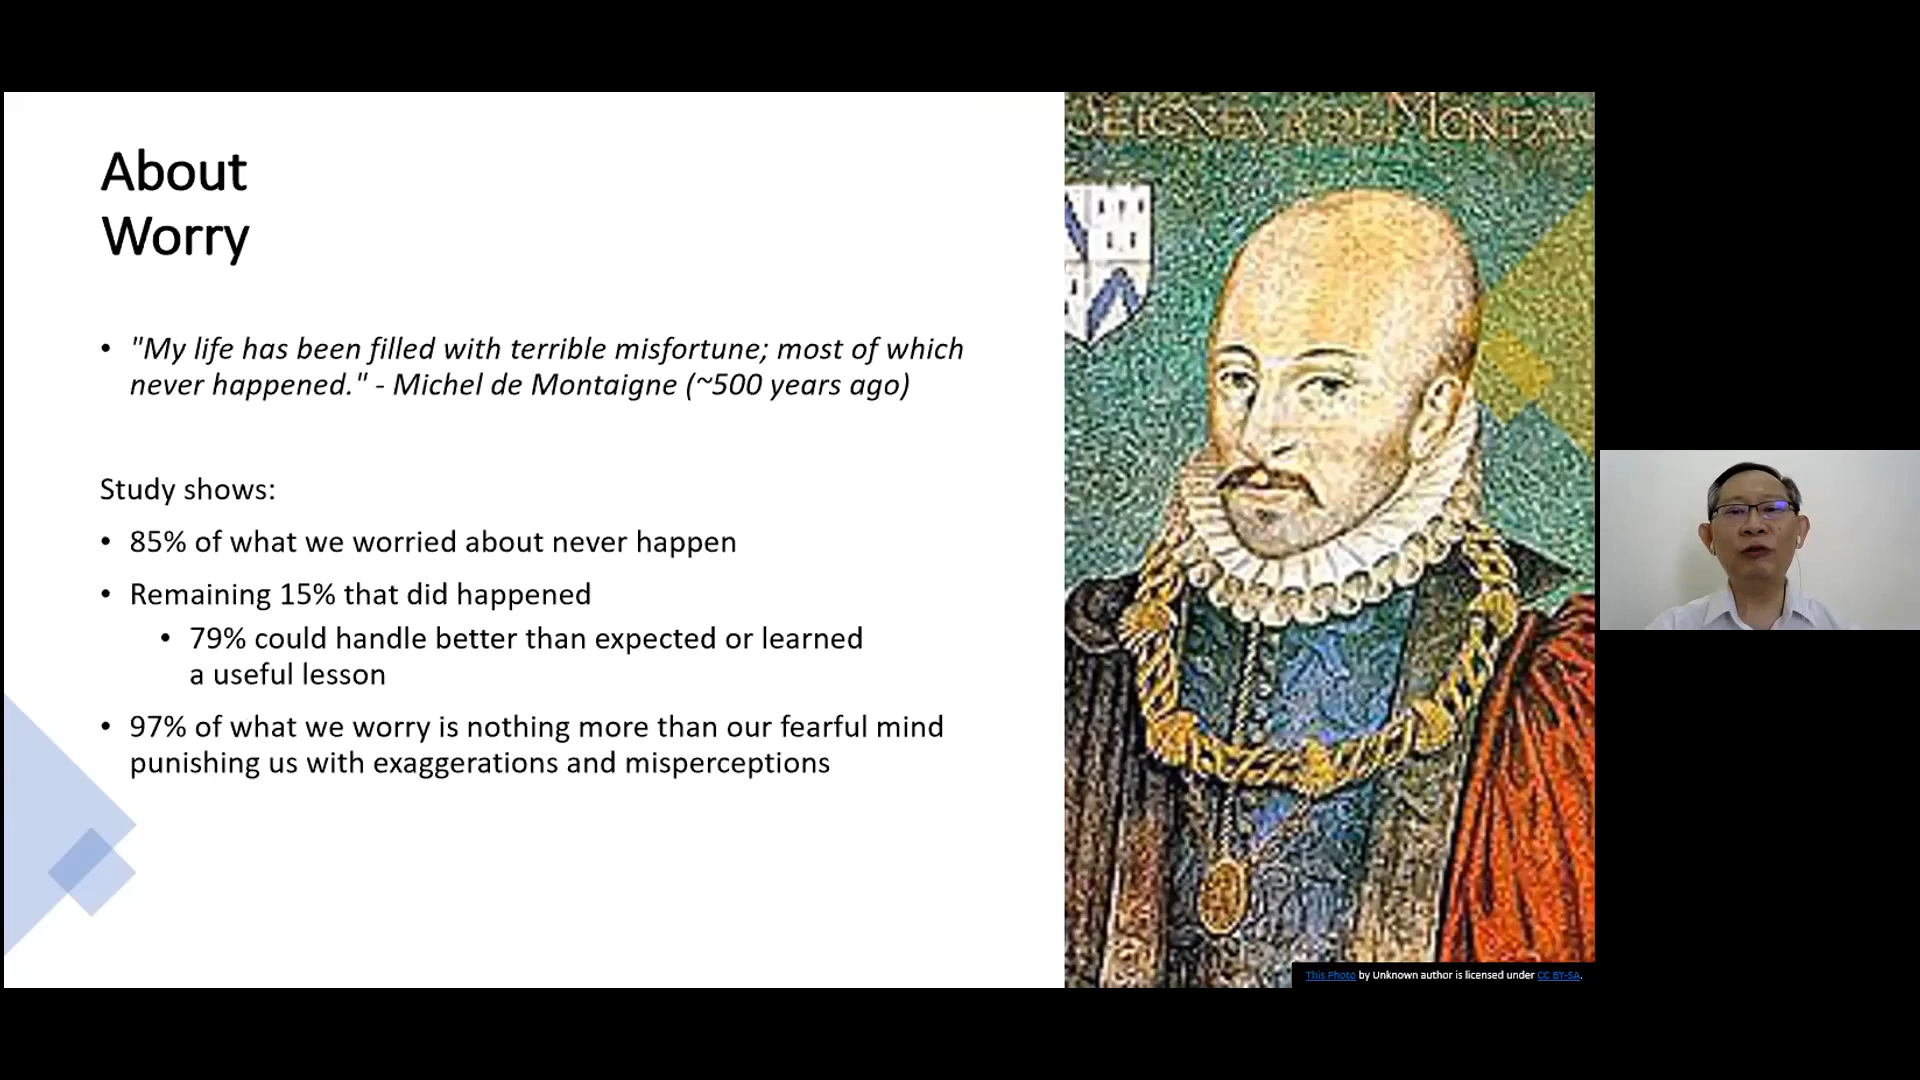 About
Worry
• "My life has been filled with terrible misfortune; most of which
never happened." - Michel de Montaigne (~500 years ago)
Study shows:
• 85% of what we worried about never happen
• Remaining 15% that did happened
• 79% could handle better than expected or learned
a useful lesson
• 97% of what we worry is nothing more than our fearful mind
punishing us with exaggerations and misperceptions
This Photo by Unknown author is licensed under CC BY-SA.